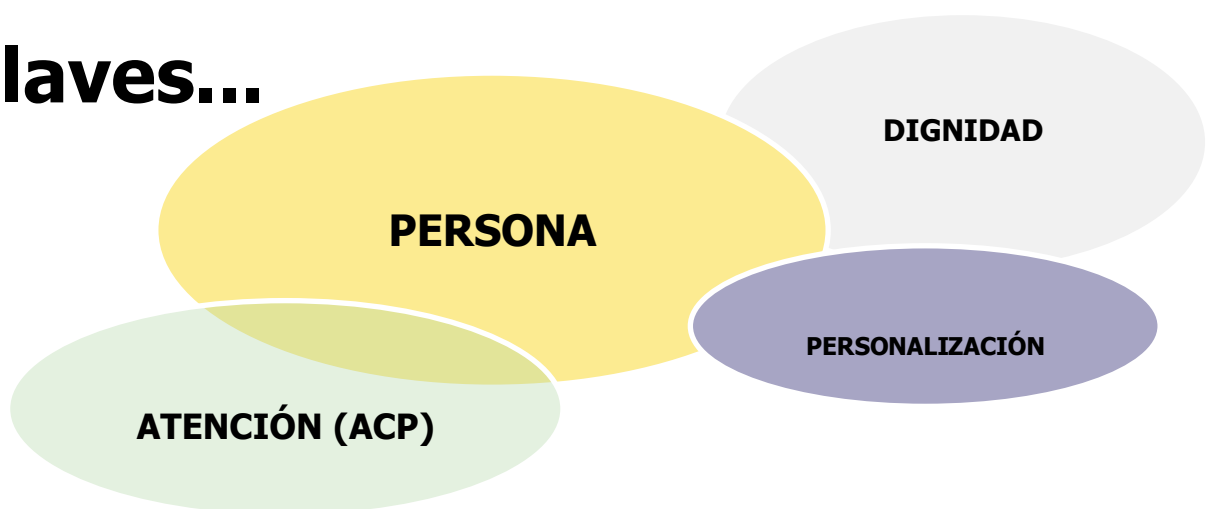 laves...
DIGNIDAD
PERSONA
PERSONALIZACIÓN
ATENCIÓN (ACP)